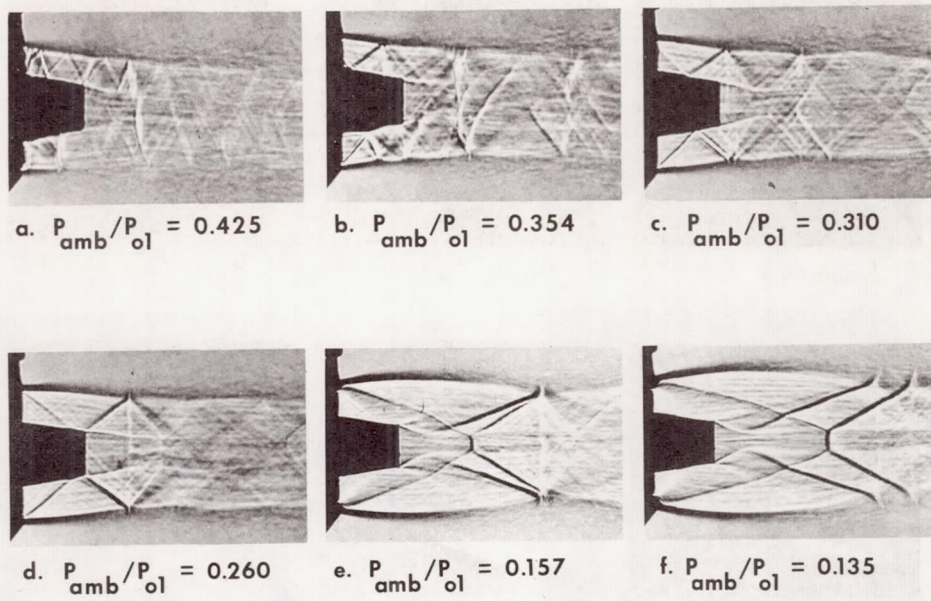 a. Pamb/Po1 = 0.425
b. Pamb/Po1 = 0.354
c. Pamb/Po1 = 0.310
d. Pamb/Po1 = 0.260
e. Pamb/Po1 = 0.157
f. Pamb/Po1 = 0.135